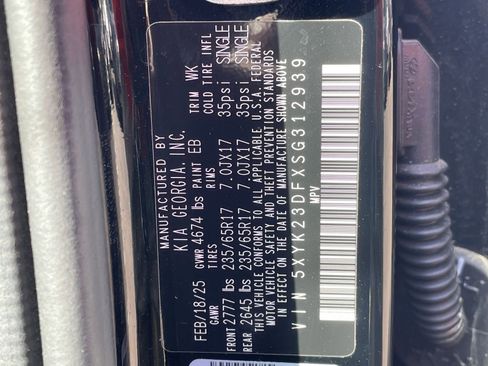 MANUFACTURED BY
KIA GEORGIA, INC.
FEB/18/25 GVWR 4674 lbs PAINT EB TRIM WK
GAWR TIRES RIMS COLD TIRE INFL
FRONT 2777 lbs 235/65R17 7.0JX17 35psi SINGLE
REAR 2645 lbs 235/65R17 7.0JX17 35psi SINGLE
THIS VEHICLE CONFORMS TO ALL APPLICABLE U.S.A. FEDERAL
MOTOR VEHICLE SAFETY AND THEFT PREVENTION STANDARDS
IN EFFECT ON THE DATE OF MANUFACTURE SHOWN ABOVE
VIN 5XYK23DFXSG312939
MPV